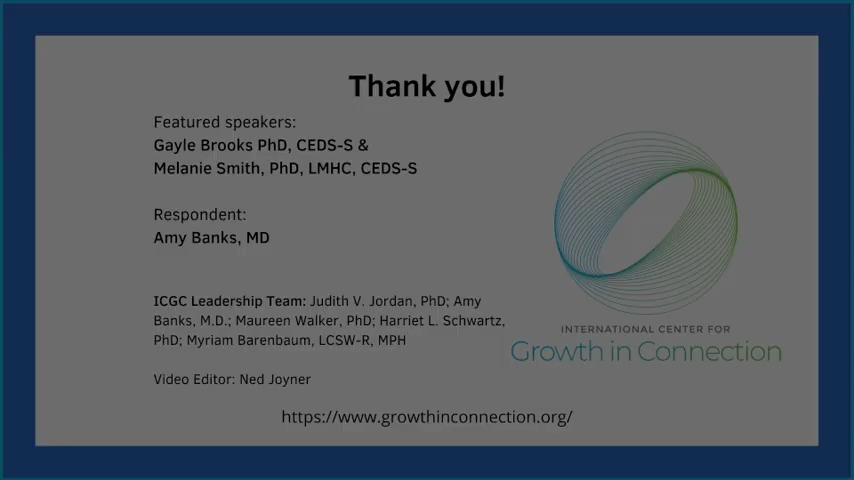 Thank you!
Featured speakers:
Gayle Brooks PhD, CEDS-S &
Melanie Smith, PhD, LMHC, CEDS-S
Respondent:
Amy Banks, MD
ICGC Leadership Team: Judith V. Jordan, PhD; Amy
Banks, M.D.; Maureen Walker, PhD; Harriet L. Schwartz,
PhD; Myriam Barenbaum, LCSW-R, MPH
Video Editor: Ned Joyner
INTERNATIONAL CENTER FOR
Growth in Connection
https://www.growthinconnection.org/